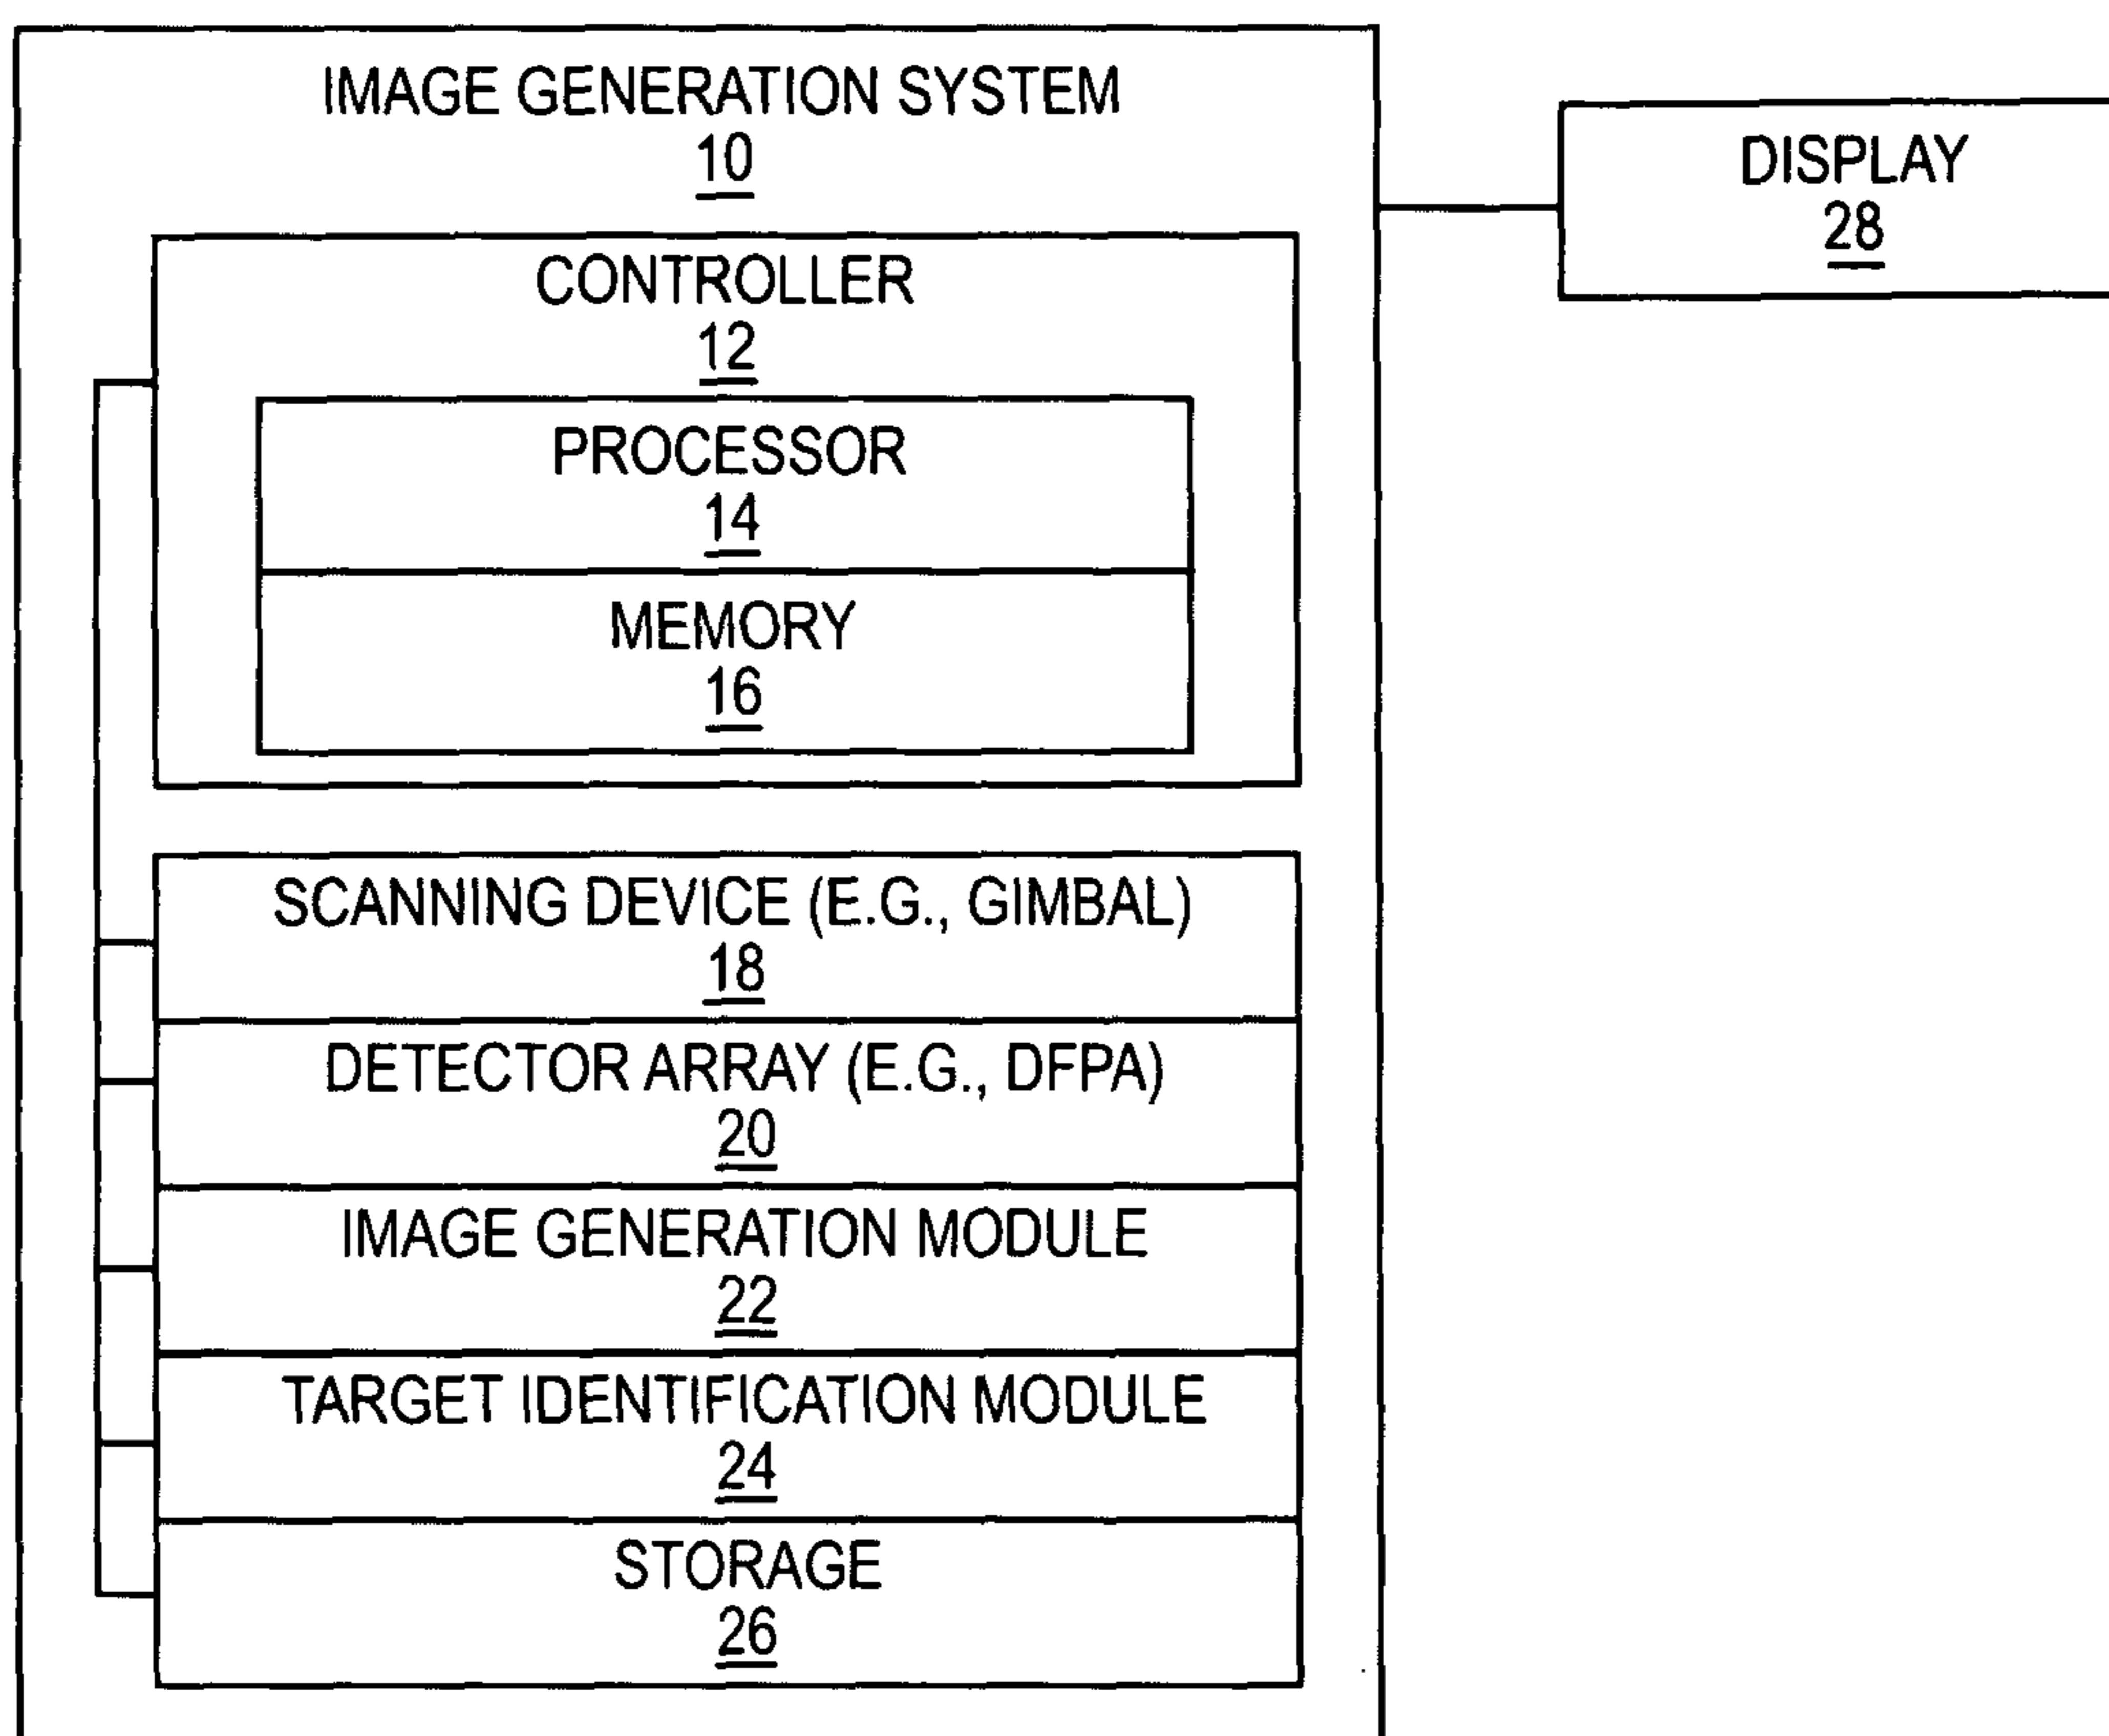 IMAGE GENERATION SYSTEM
10
DISPLAY
28
CONTROLLER
12
PROCESSOR
14
MEMORY
16
SCANNING DEVICE (E.G., GIMBAL)
18
DETECTOR ARRAY (E.G., DFPA)
20
IMAGE GENERATION MODULE
22
TARGET IDENTIFICATION MODULE
24
STORAGE
26